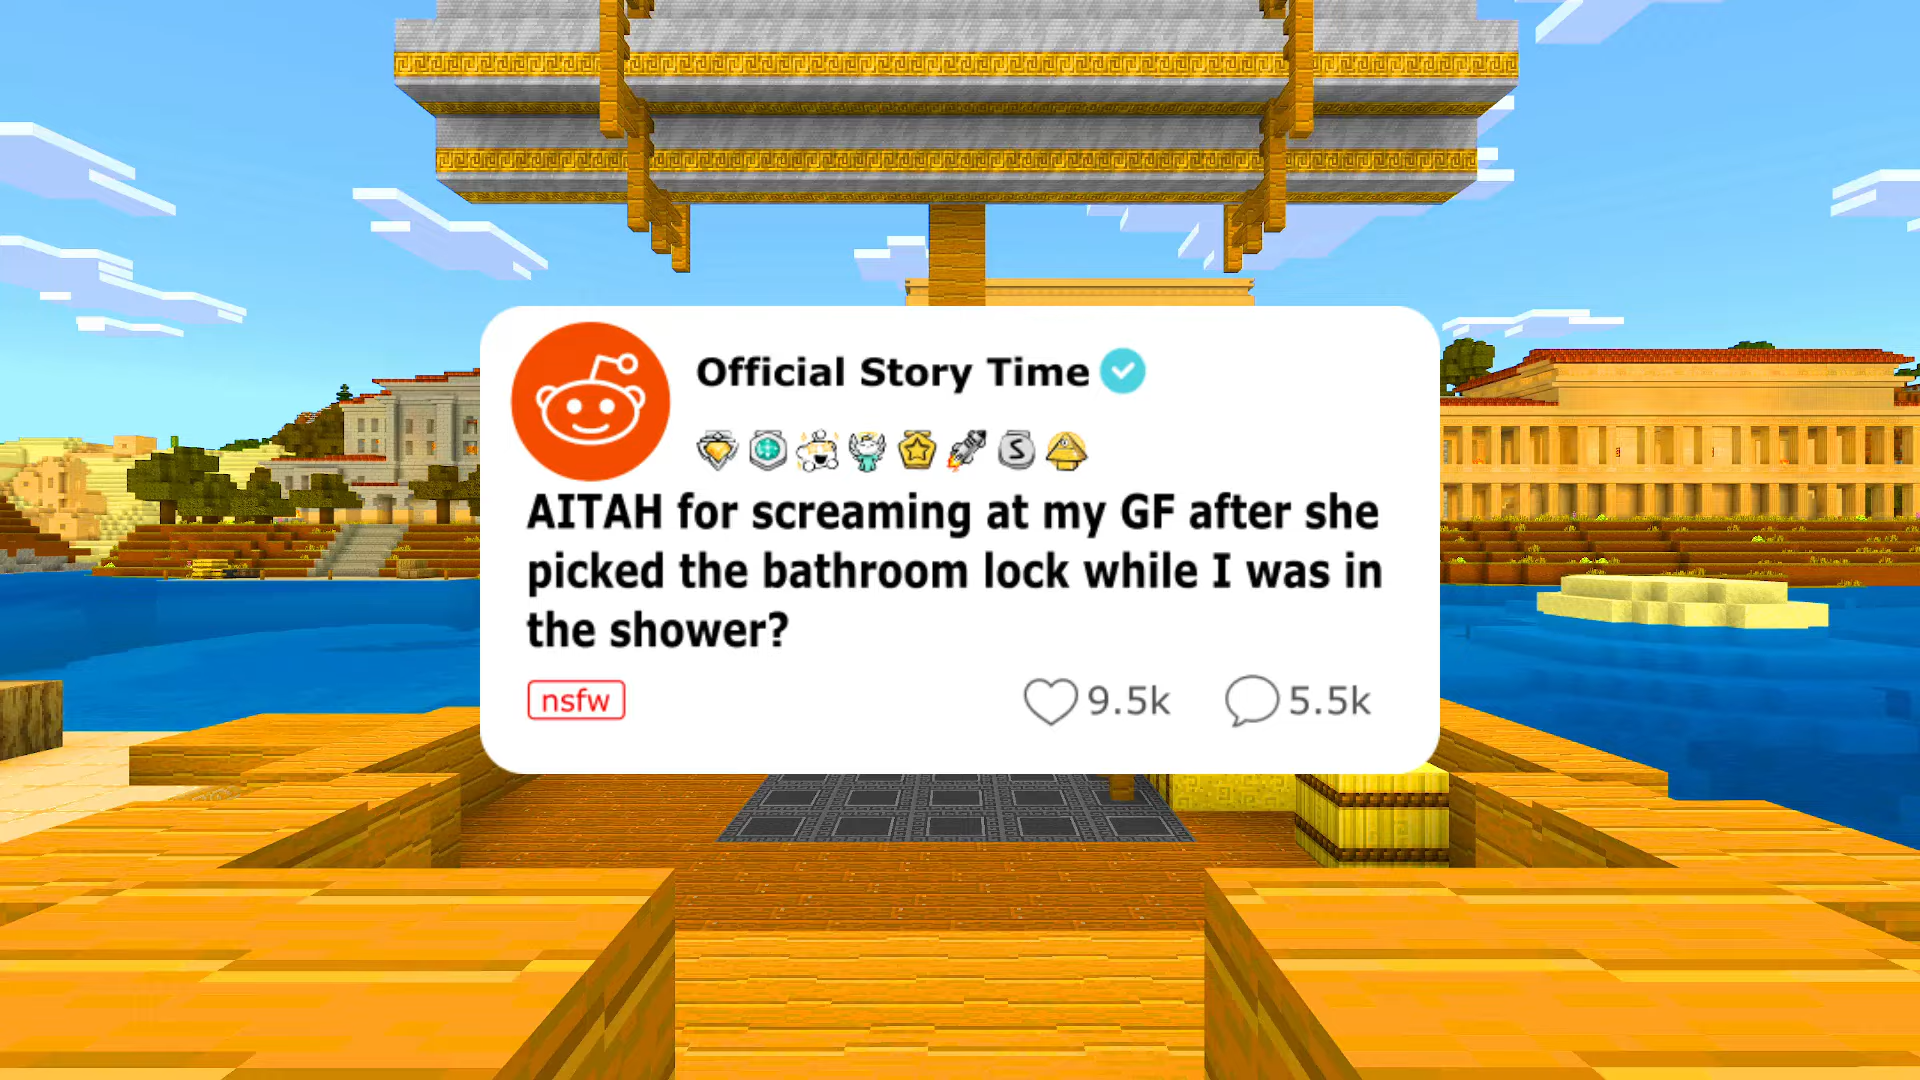 Official Story Time
AITAH for screaming at my GF after she
picked the bathroom lock while I was in
the shower?
nsfw
9.5k
5.5k